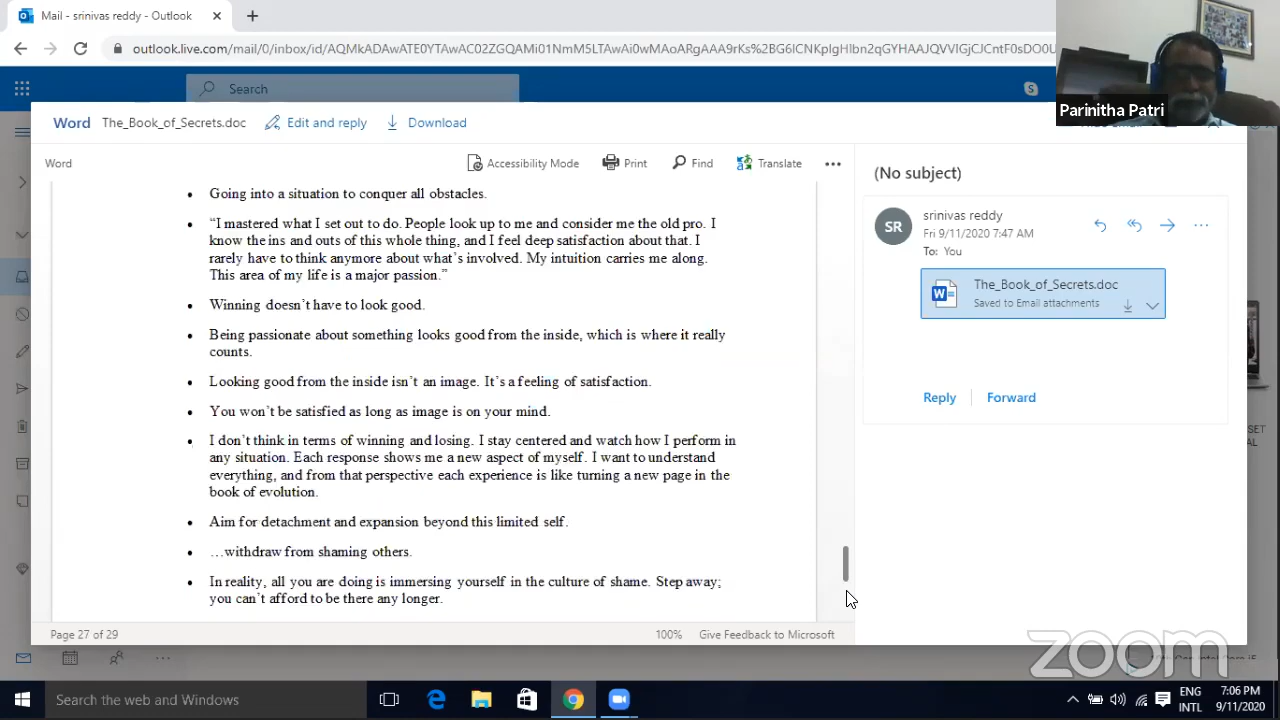 Mail - srinivas reddy - Outlook
outlook.live.com/mail/0/inbox/id/
Search
Parinitha Patri
Word The_Book_of_Secrets.doc Edit and reply Download
Word Accessibility Mode Print Find Translate
• Going into a situation to conquer all obstacles.
• “I mastered what I set out to do. People look up to me and consider me the old pro. I
know the ins and outs of this whole thing, and I feel deep satisfaction about that. I
rarely have to think anymore about what’s involved. My intuition carries me along.
This area of my life is a major passion.”
• Winning doesn’t have to look good.
• Being passionate about something looks good from the inside, which is where it really
counts.
• Looking good from the inside isn’t an image. It’s a feeling of satisfaction.
• You won’t be satisfied as long as image is on your mind.
• I don’t think in terms of winning and losing. I stay centered and watch how I perform in
any situation. Each response shows me a new aspect of myself. I want to understand
everything, and from that perspective each experience is like turning a new page in the
book of evolution.
• Aim for detachment and expansion beyond this limited self.
• …withdraw from shaming others.
• In reality, all you are doing is immersing yourself in the culture of shame. Step away;
you can’t afford to be there any longer.
Page 27 of 29 100% Give Feedback to Microsoft
(No subject)
SR
srinivas reddy
Fri 9/11/2020 7:47 AM
To: You
The_Book_of_Secrets.doc
Saved to Email attachments
Reply Forward
zoom
Search the web and Windows
ENG
INTL
7:06 PM
9/11/2020